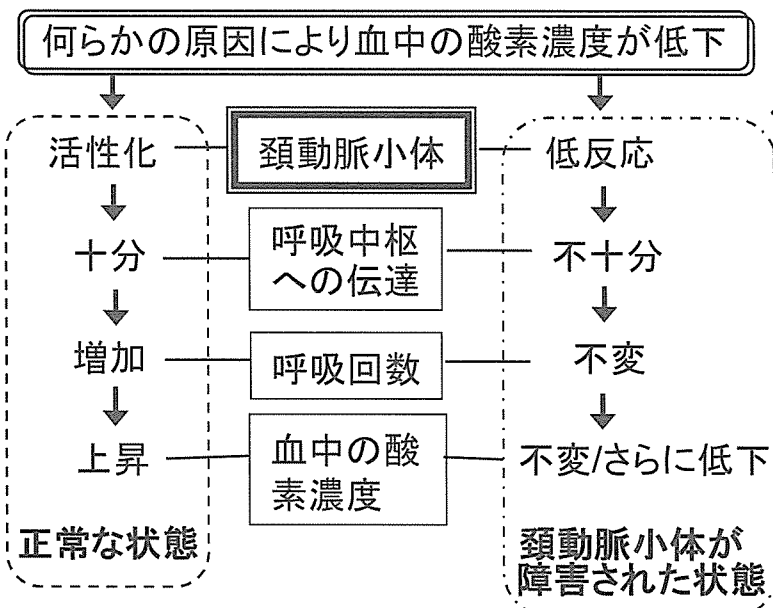 何らかの原因により血中の酸素濃度が低下
活性化
頚動脈小体
低反応
十分
呼吸中枢
への伝達
不十分
増加
呼吸回数
不変
上昇
血中の酸
素濃度
不変/さらに低下
正常な状態
頚動脈小体が
障害された状態